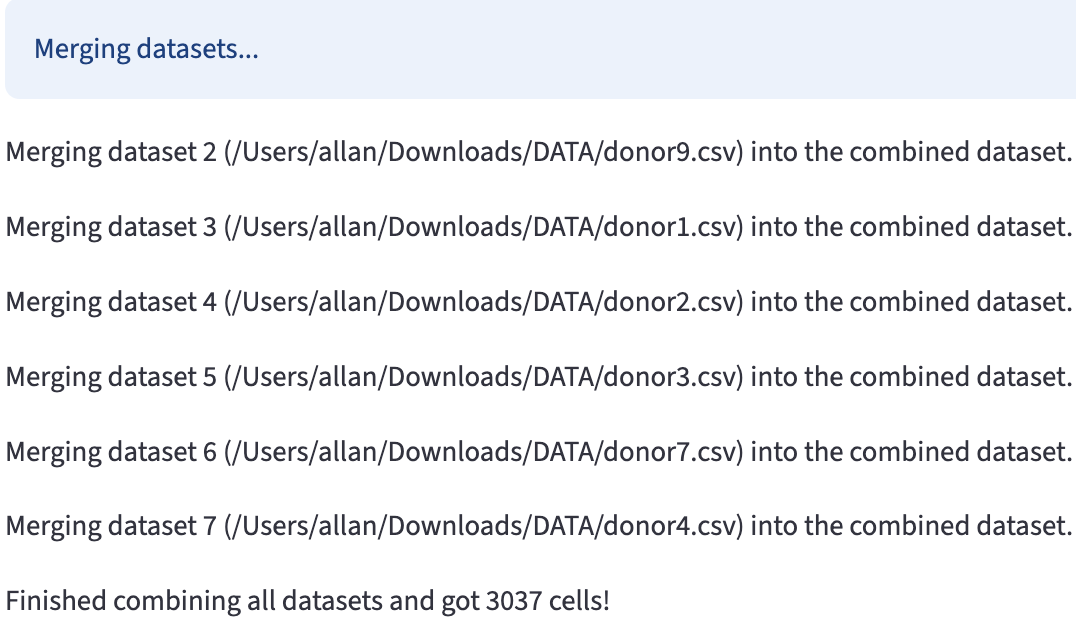 Merging datasets...
Merging dataset 2 (/Users/allan/Downloads/DATA/donor9.csv) into the combined dataset.
Merging dataset 3 (/Users/allan/Downloads/DATA/donor1.csv) into the combined dataset.
Merging dataset 4 (/Users/allan/Downloads/DATA/donor2.csv) into the combined dataset.
Merging dataset 5 (/Users/allan/Downloads/DATA/donor3.csv) into the combined dataset.
Merging dataset 6 (/Users/allan/Downloads/DATA/donor7.csv) into the combined dataset.
Merging dataset 7 (/Users/allan/Downloads/DATA/donor4.csv) into the combined dataset.
Finished combining all datasets and got 3037 cells!